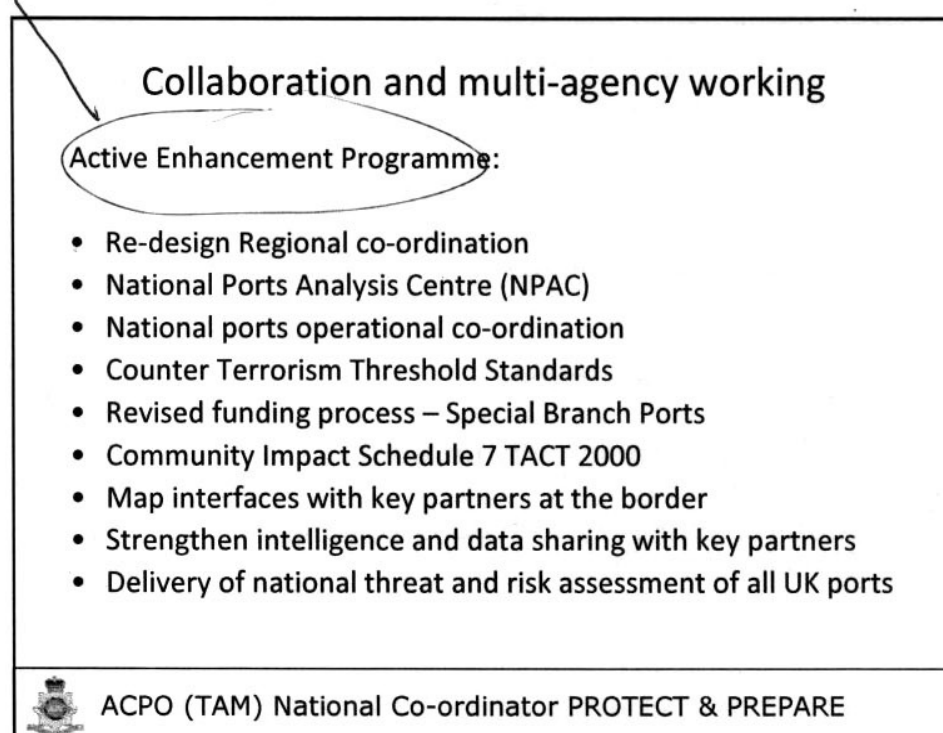 Collaboration and multi-agency working
Active Enhancement Programme:
• Re-design Regional co-ordination
• National Ports Analysis Centre (NPAC)
• National ports operational co-ordination
• Counter Terrorism Threshold Standards
• Revised funding process – Special Branch Ports
• Community Impact Schedule 7 TACT 2000
• Map interfaces with key partners at the border
• Strengthen intelligence and data sharing with key partners
• Delivery of national threat and risk assessment of all UK ports
ACPO (TAM) National Co-ordinator PROTECT & PREPARE